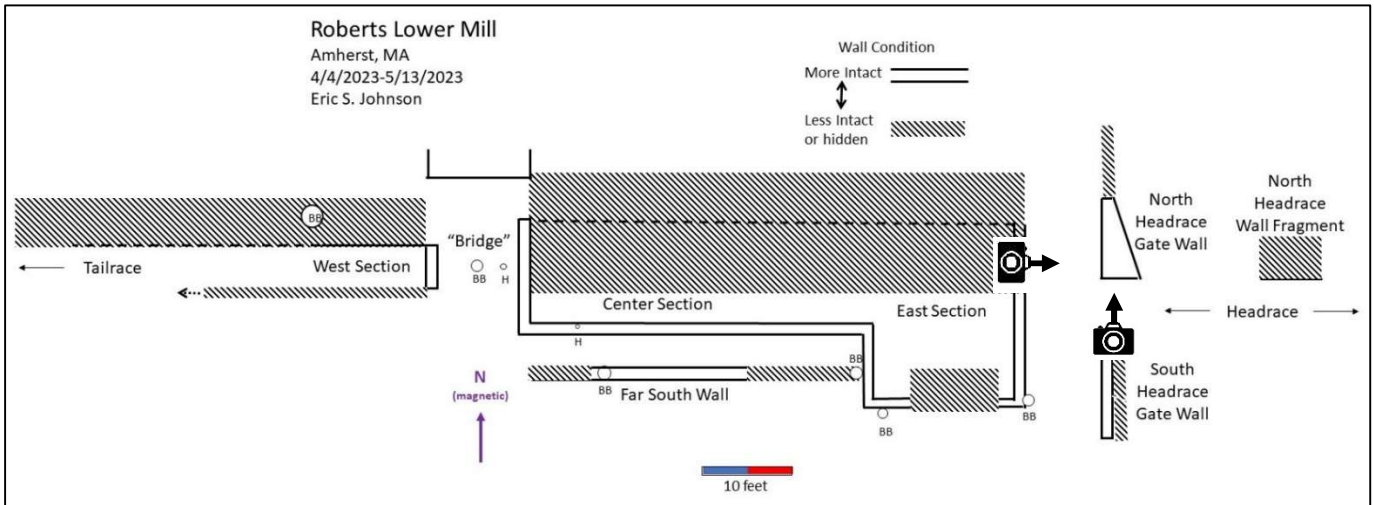 Roberts Lower Mill
Amherst, MA
4/4/2023-5/13/2023
Eric S. Johnson
Wall Condition
More Intact
Less Intact
or hidden
BB
Tailrace
West Section
"Bridge"
BB
H
Center Section
East Section
H
BB
BB
Far South Wall
BB
BB
North
Headrace
Gate Wall
North
Headrace
Wall Fragment
Headrace
South
Headrace
Gate Wall
N
(magnetic)
10 feet